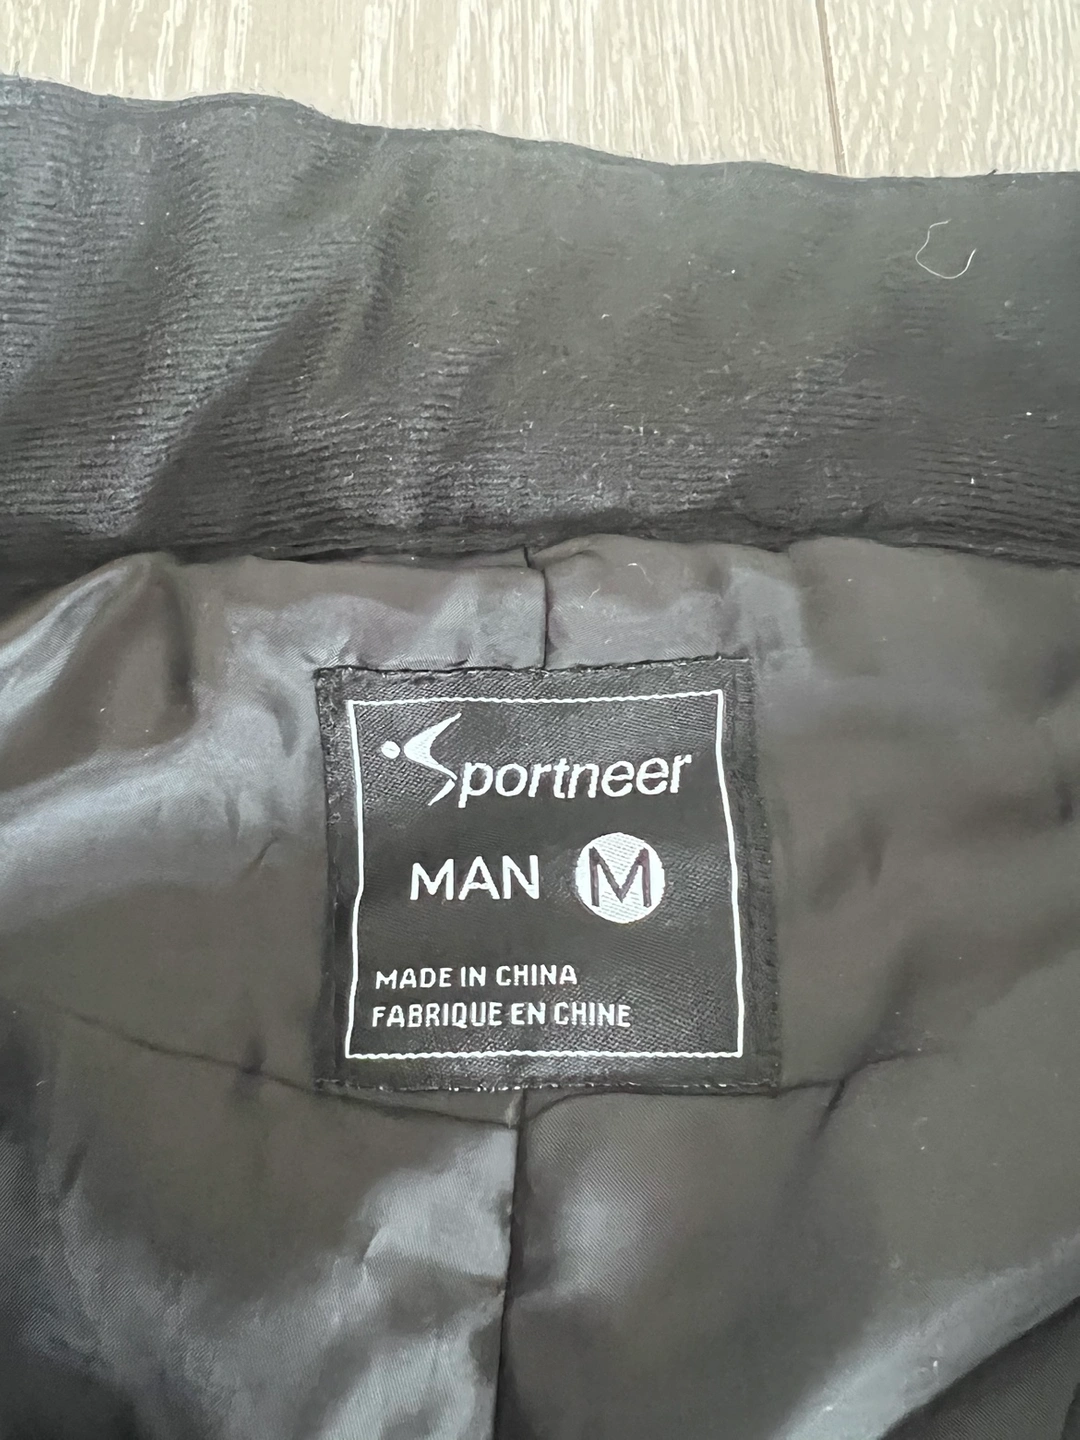 Sportneer
MAN M
MADE IN CHINA
FABRIQUE EN CHINE